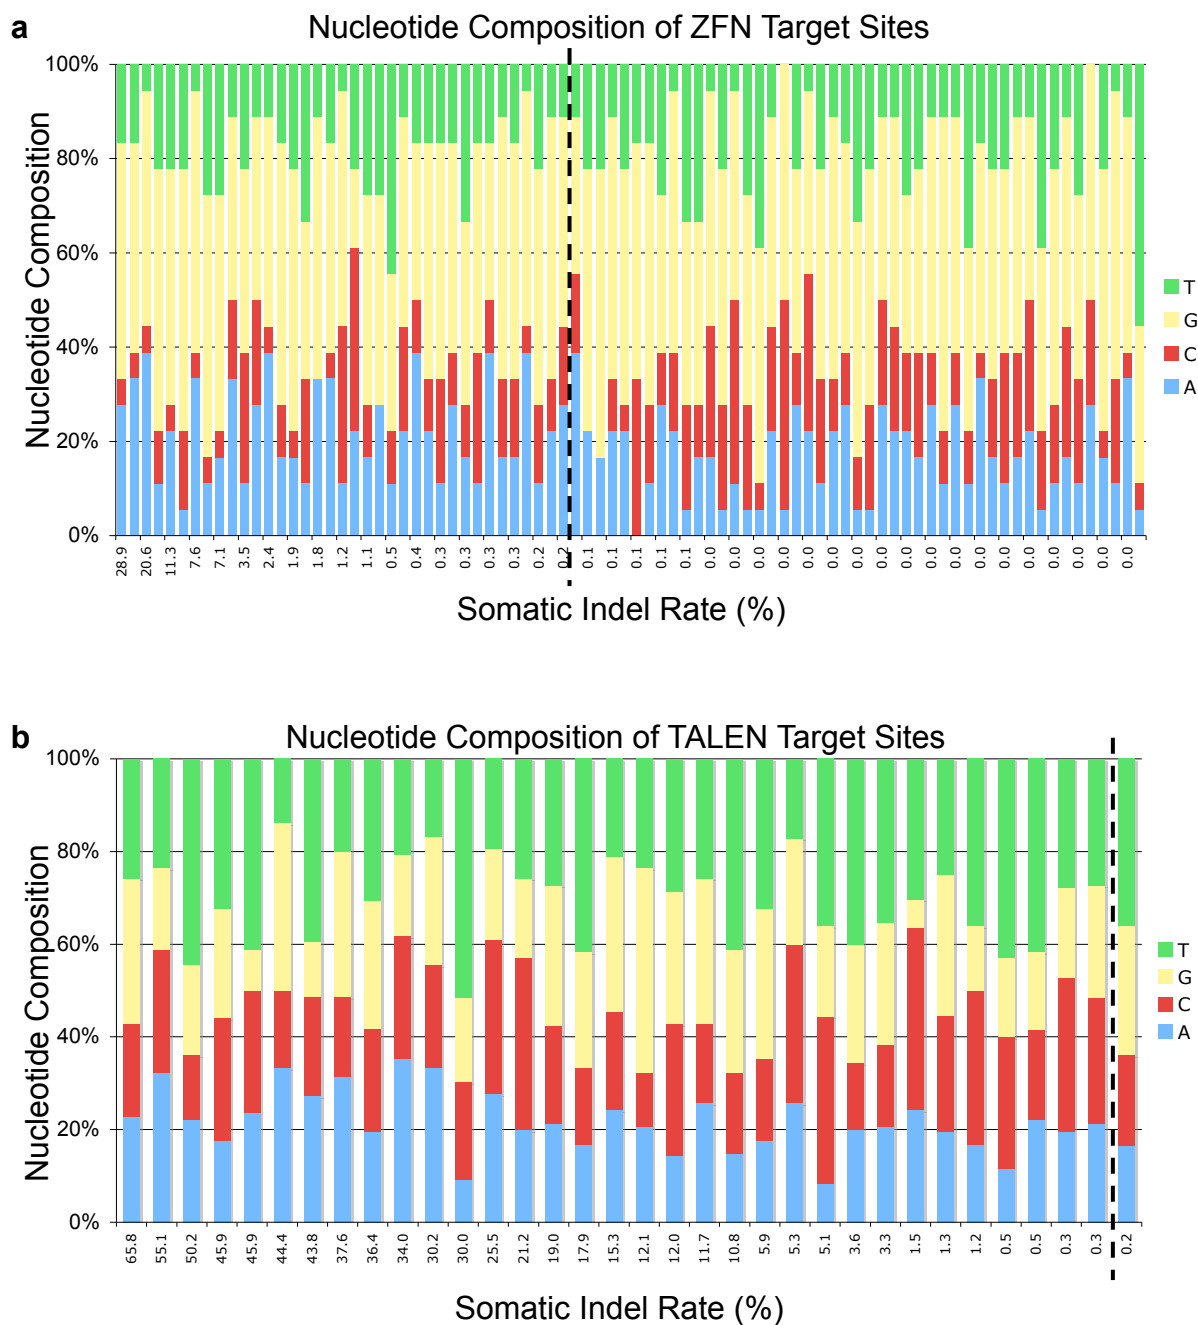 a
Nucleotide Composition of ZFN Target Sites
100%
80%
60%
40%
20%
0%
Nucleotide Composition
T
G
C
A
28.9 20.6 11.3 7.6 7.1 3.5 2.4 1.9 1.8 1.2 1.1 0.5 0.4 0.3 0.3 0.3 0.3 0.2 0.1 0.1 0.1 0.1 0.1 0.0 0.0 0.0 0.0 0.0 0.0 0.0 0.0 0.0 0.0 0.0 0.0 0.0 0.0 0.0 0.0 0.0 0.0
Somatic Indel Rate (%)
b
Nucleotide Composition of TALEN Target Sites
100%
80%
60%
40%
20%
0%
Nucleotide Composition
T
G
C
A
65.8 55.1 50.2 45.9 45.9 44.4 43.8 37.6 36.4 34.0 30.2 30.0 25.5 21.2 19.0 17.9 15.3 12.1 12.0 11.7 10.8 5.9 5.3 5.1 3.6 3.3 1.5 1.3 1.2 0.5 0.5 0.3 0.3 0.2
Somatic Indel Rate (%)